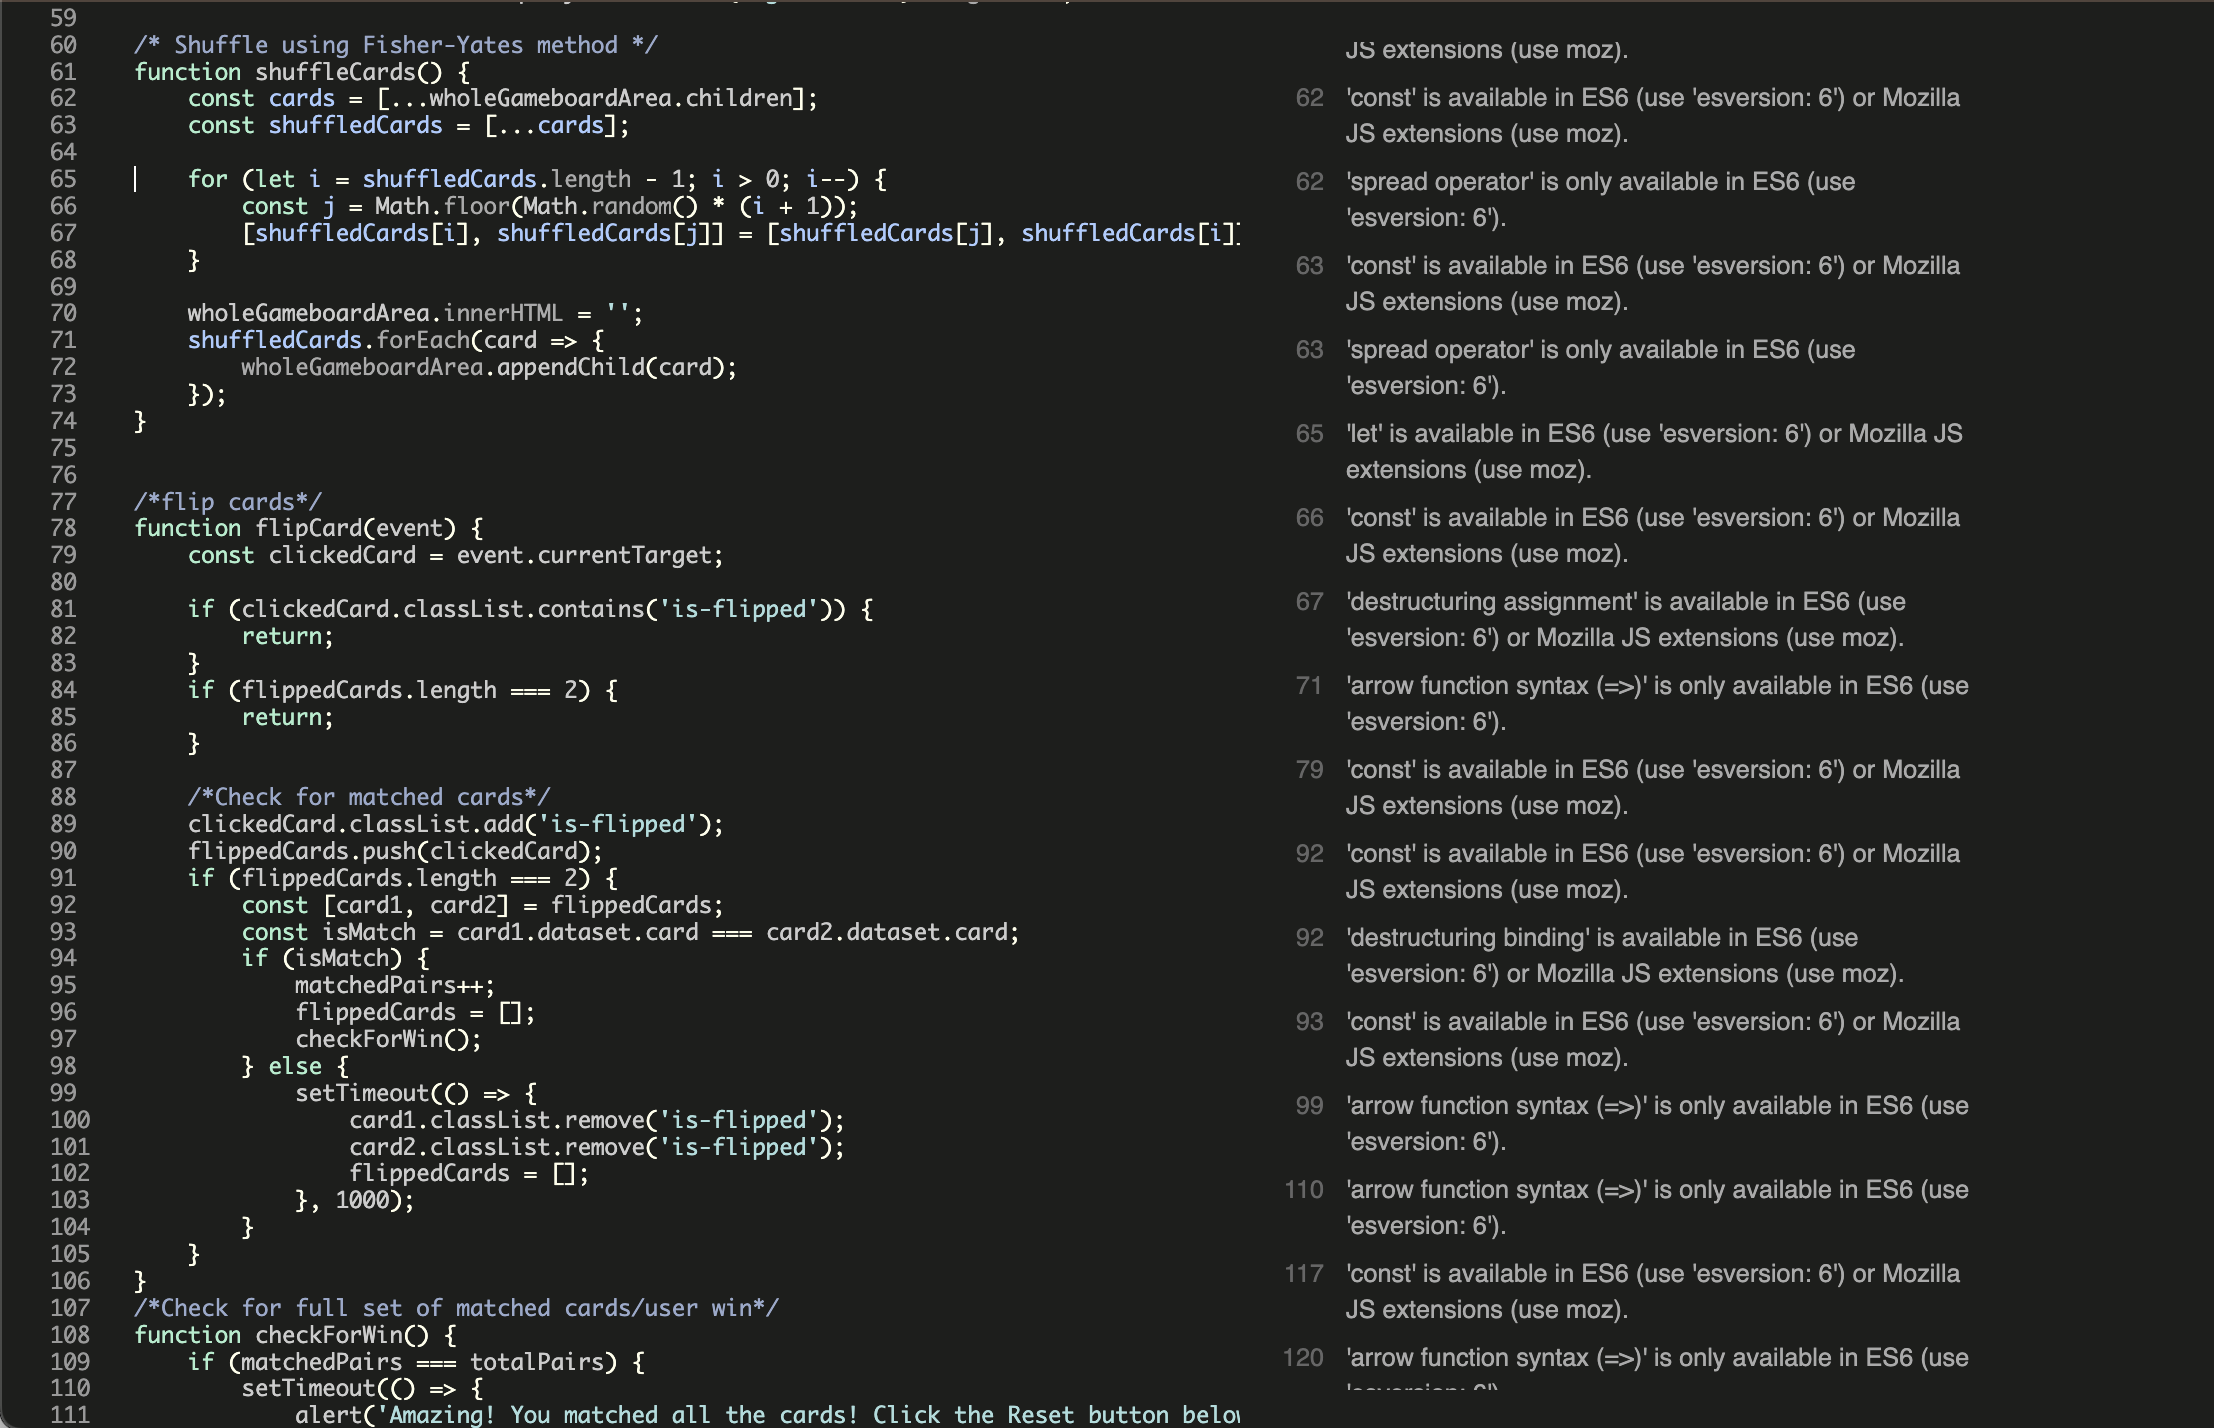 59
60 /* Shuffle using Fisher-Yates method */
61 function shuffleCards() {
62 const cards = [...wholeGameboardArea.children];
63 const shuffledCards = [...cards];
64
65 for (let i = shuffledCards.length - 1; i > 0; i--) {
66 const j = Math.floor(Math.random() * (i + 1));
67 [shuffledCards[i], shuffledCards[j]] = [shuffledCards[j], shuffledCards[i]]
68 }
69
70 wholeGameboardArea.innerHTML = '';
71 shuffledCards.forEach(card => {
72 wholeGameboardArea.appendChild(card);
73 });
74 }
75
76
77 /*flip cards*/
78 function flipCard(event) {
79 const clickedCard = event.currentTarget;
80
81 if (clickedCard.classList.contains('is-flipped')) {
82 return;
83 }
84 if (flippedCards.length === 2) {
85 return;
86 }
87
88 /*Check for matched cards*/
89 clickedCard.classList.add('is-flipped');
90 flippedCards.push(clickedCard);
91 if (flippedCards.length === 2) {
92 const [card1, card2] = flippedCards;
93 const isMatch = card1.dataset.card === card2.dataset.card;
94 if (isMatch) {
95 matchedPairs++;
96 flippedCards = [];
97 checkForWin();
98 } else {
99 setTimeout(() => {
100 card1.classList.remove('is-flipped');
101 card2.classList.remove('is-flipped');
102 flippedCards = [];
103 }, 1000);
104 }
105 }
106 }
107 /*Check for full set of matched cards/user win*/
108 function checkForWin() {
109 if (matchedPairs === totalPairs) {
110 setTimeout(() => {
111 alert('Amazing! You matched all the cards! Click the Reset button below
JS extensions (use moz).
62 'const' is available in ES6 (use 'esversion: 6') or Mozilla
JS extensions (use moz).
62 'spread operator' is only available in ES6 (use
'esversion: 6').
63 'const' is available in ES6 (use 'esversion: 6') or Mozilla
JS extensions (use moz).
63 'spread operator' is only available in ES6 (use
'esversion: 6').
65 'let' is available in ES6 (use 'esversion: 6') or Mozilla JS
extensions (use moz).
66 'const' is available in ES6 (use 'esversion: 6') or Mozilla
JS extensions (use moz).
67 'destructuring assignment' is available in ES6 (use
'esversion: 6') or Mozilla JS extensions (use moz).
71 'arrow function syntax (=>)' is only available in ES6 (use
'esversion: 6').
79 'const' is available in ES6 (use 'esversion: 6') or Mozilla
JS extensions (use moz).
92 'const' is available in ES6 (use 'esversion: 6') or Mozilla
JS extensions (use moz).
92 'destructuring binding' is available in ES6 (use
'esversion: 6') or Mozilla JS extensions (use moz).
93 'const' is available in ES6 (use 'esversion: 6') or Mozilla
JS extensions (use moz).
99 'arrow function syntax (=>)' is only available in ES6 (use
'esversion: 6').
110 'arrow function syntax (=>)' is only available in ES6 (use
'esversion: 6').
117 'const' is available in ES6 (use 'esversion: 6') or Mozilla
JS extensions (use moz).
120 'arrow function syntax (=>)' is only available in ES6 (use